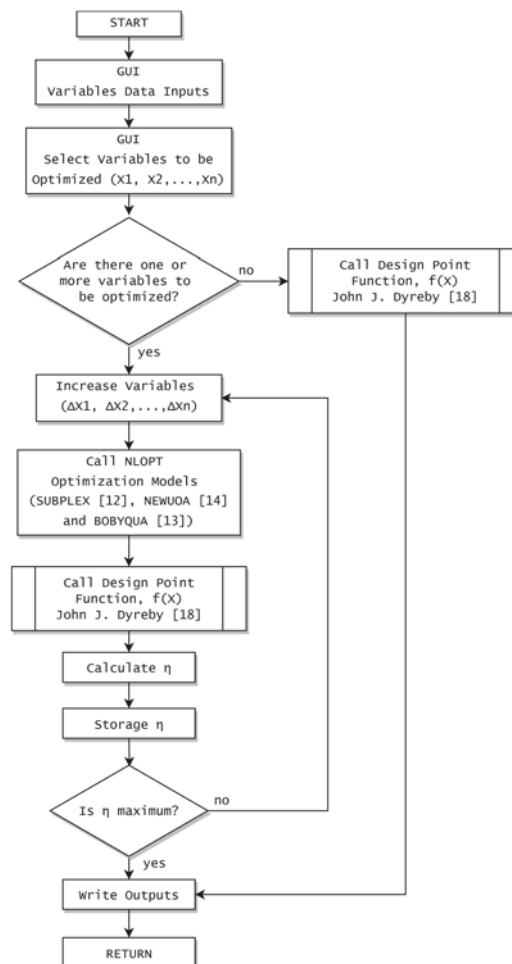 START
GUI
Variables Data Inputs
GUI
Select Variables to be
Optimized (X1, X2,...,Xn)
Are there one or
more variables to
be optimized?
no
Call Design Point
Function, f(X)
John J. Dyreby [18]
yes
Increase Variables
(ΔX1, ΔX2,...,ΔXn)
Call NLOPT
Optimization Models
(SUBPLEX [12], NEWUOA [14]
and BOBYQUA [13])
Call Design Point
Function, f(X)
John J. Dyreby [18]
Calculate η
Storage η
Is η maximum?
no
yes
Write Outputs
RETURN